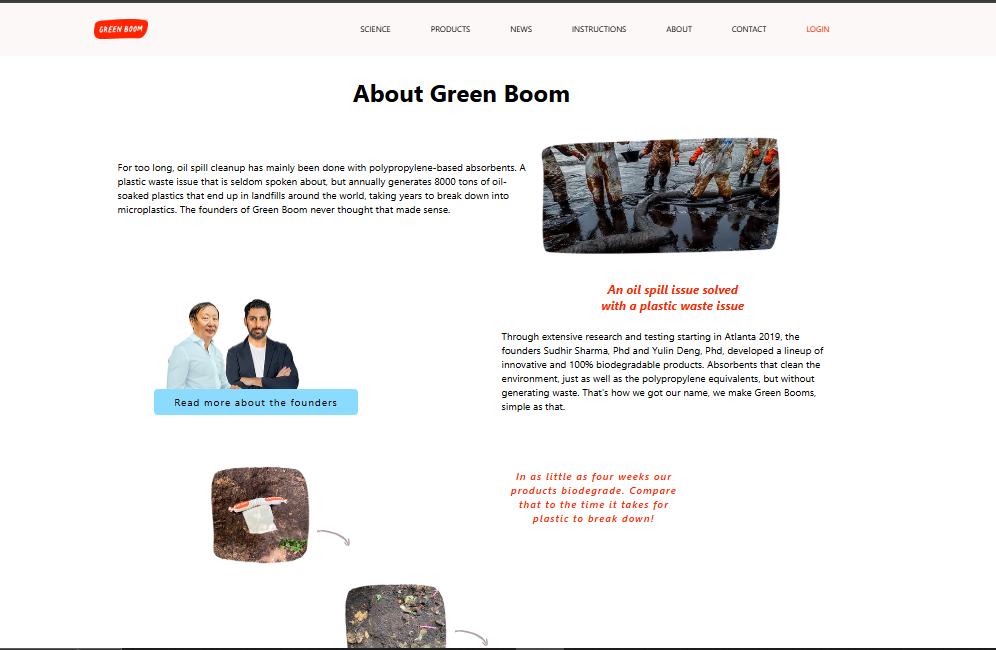 GREEN BOOM
SCIENCE
PRODUCTS
NEWS
INSTRUCTIONS
ABOUT
CONTACT
LOGIN
About Green Boom
For too long, oil spill cleanup has mainly been done with polypropylene-based absorbents. A
plastic waste issue that is seldom spoken about, but annually generates 8000 tons of oil-
soaked plastics that end up in landfills around the world, taking years to break down into
microplastics. The founders of Green Boom never thought that made sense.
An oil spill issue solved
with a plastic waste issue
Through extensive research and testing starting in Atlanta 2019, the
founders Sudhir Sharma, Phd and Yulin Deng, Phd, developed a lineup of
innovative and 100% biodegradable products. Absorbents that clean the
environment, just as well as the polypropylene equivalents, but without
generating waste. That's how we got our name, we make Green Booms,
simple as that.
Read more about the founders
In as little as four weeks our
products biodegrade. Compare
that to the time it takes for
plastic to break down!